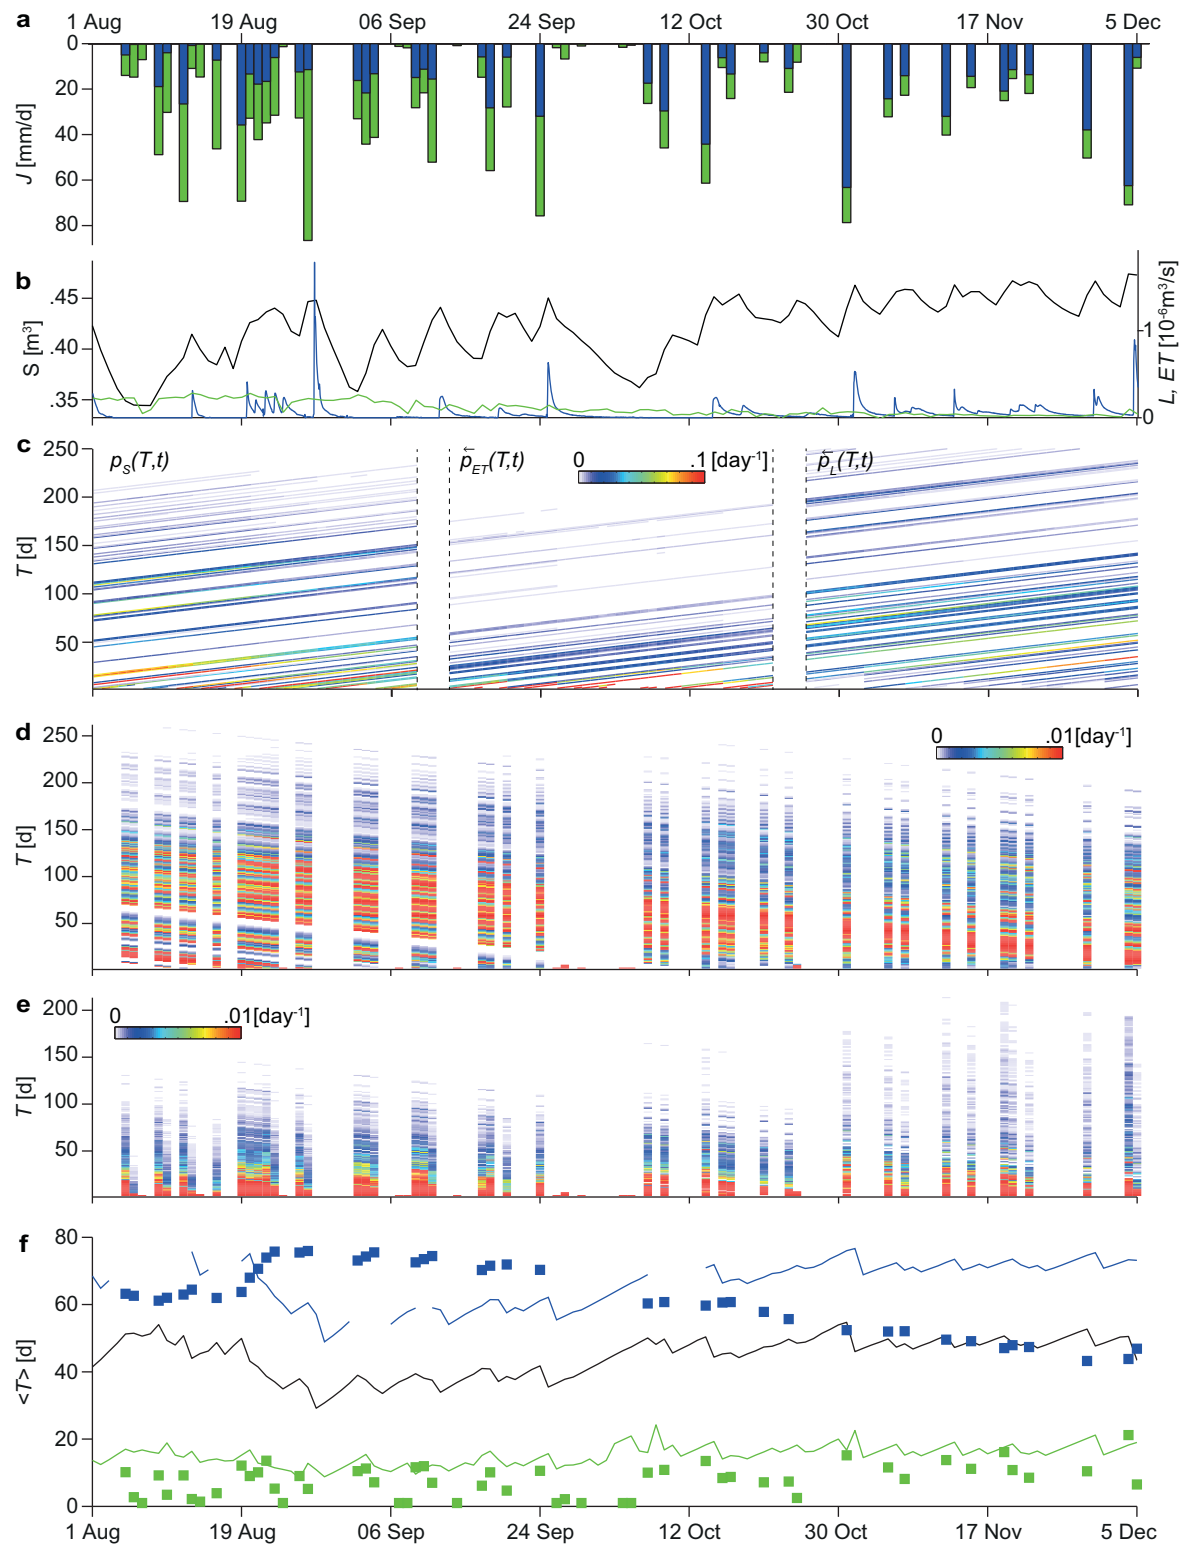 a
1 Aug 19 Aug 06 Sep 24 Sep 12 Oct 30 Oct 17 Nov 5 Dec
0
20
40
60
80
J [mm/d]
b
.45
.40
.35
S [m³]
1
0
L, ET [10⁻⁶m³/s]
c
250
200
150
100
50
T [d]
p_S(T,t)
←p_ET(T,t)
0 .1 [day⁻¹]
←p_L(T,t)
d
250
200
150
100
50
T [d]
0 .01[day⁻¹]
e
200
150
100
50
T [d]
0 .01[day⁻¹]
f
80
60
40
20
0
<T> [d]
1 Aug 19 Aug 06 Sep 24 Sep 12 Oct 30 Oct 17 Nov 5 Dec